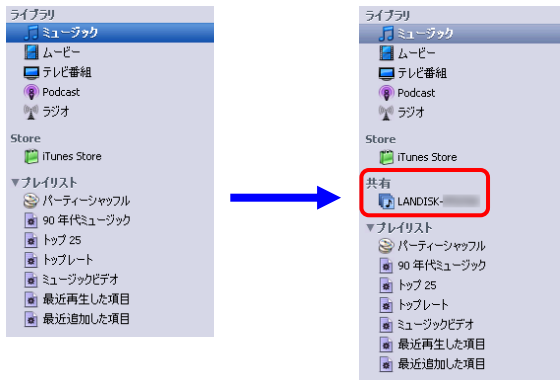 ライブラリ
ミュージック
ムービー
テレビ番組
Podcast
ラジオ
Store
iTunes Store
プレイリスト
パーティーシャッフル
90 年代ミュージック
トップ 25
トップレート
ミュージックビデオ
最近再生した項目
最近追加した項目
ライブラリ
ミュージック
ムービー
テレビ番組
Podcast
ラジオ
Store
iTunes Store
共有
LANDISK-
プレイリスト
パーティーシャッフル
90 年代ミュージック
トップ 25
トップレート
ミュージックビデオ
最近再生した項目
最近追加した項目